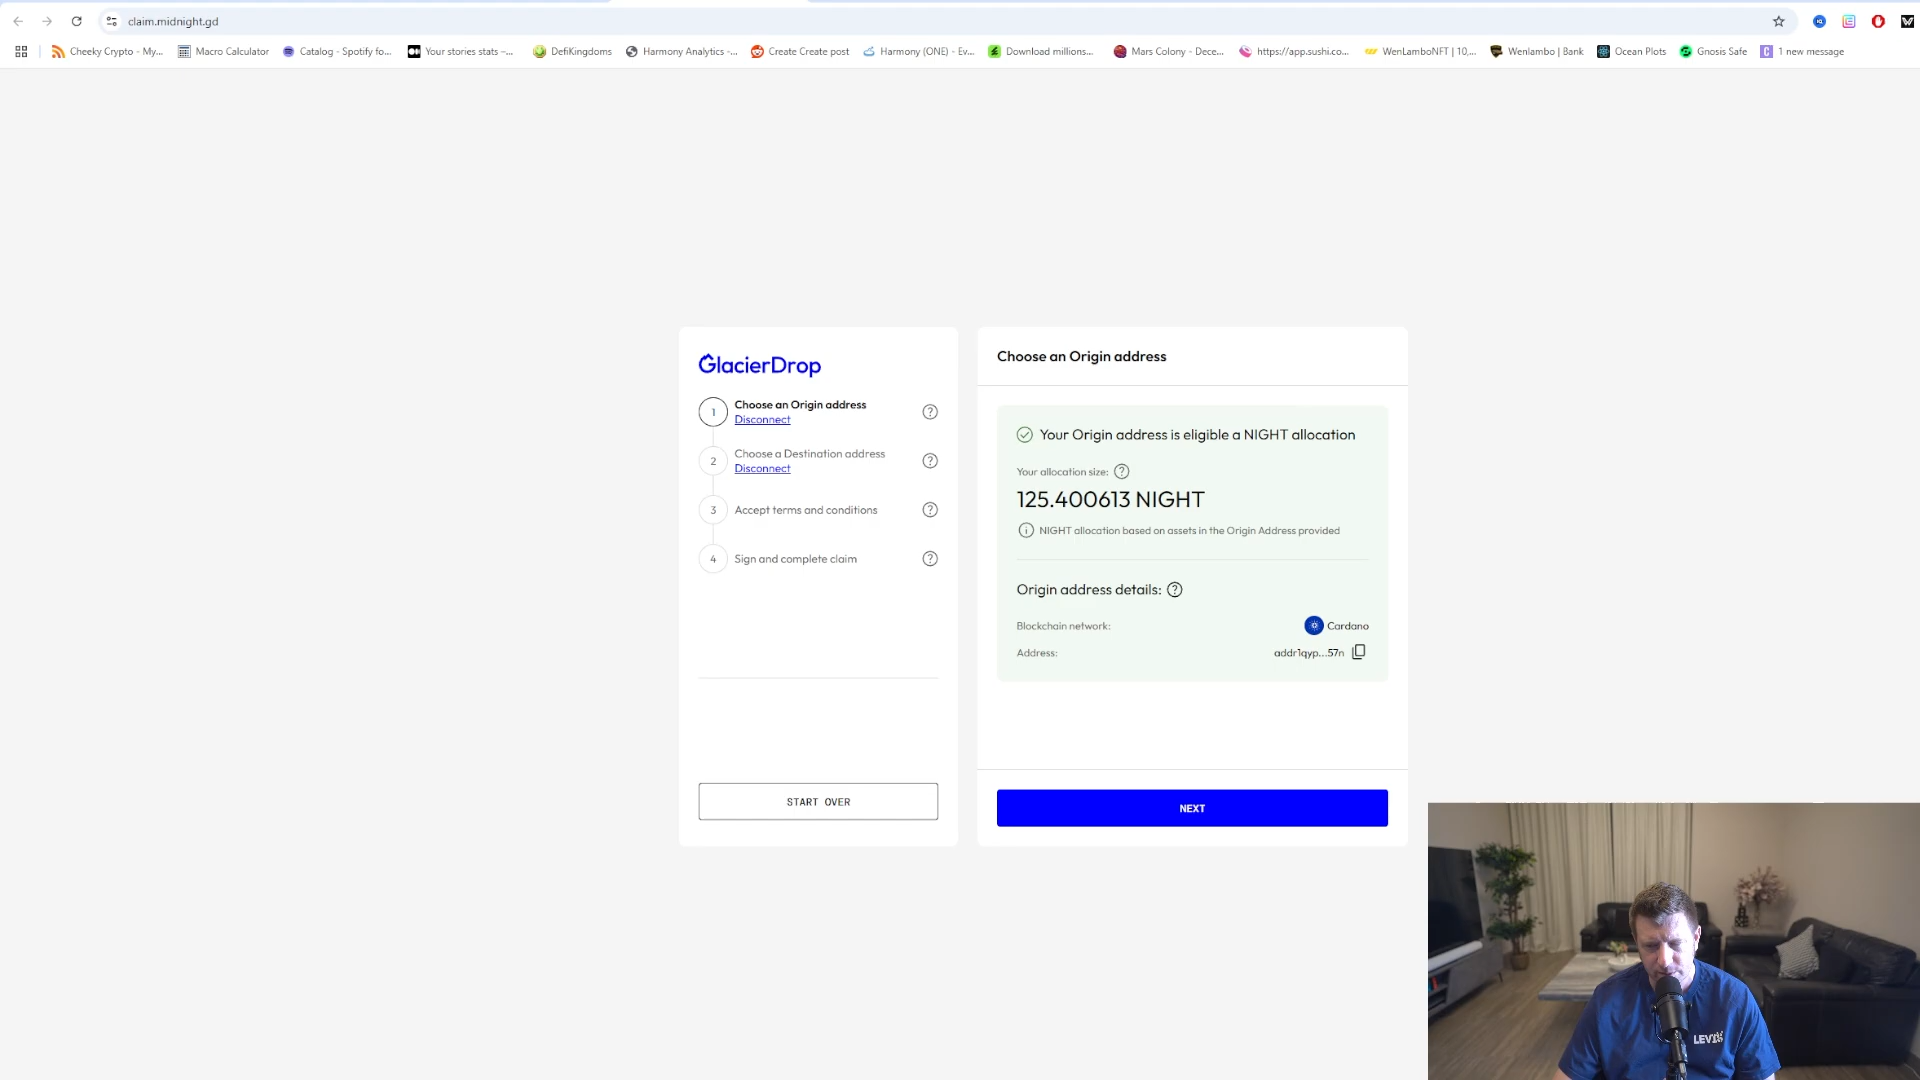 claim.midnight.gd
Cheeky Crypto - My...
Macro Calculator
Catalog - Spotify fo...
Your stories stats –...
DefiKingdoms
Harmony Analytics -...
Create Create post
Harmony (ONE) - Ev...
Download millions...
Mars Colony - Dece...
https://app.sushi.co...
WenLamboNFT | 10,...
Wenlambo | Bank
Ocean Plots
Gnosis Safe
1 new message
GlacierDrop
1
Choose an Origin address
Disconnect
2
Choose a Destination address
Disconnect
3
Accept terms and conditions
4
Sign and complete claim
START OVER
Choose an Origin address
Your Origin address is eligible a NIGHT allocation
Your allocation size:
125.400613 NIGHT
NIGHT allocation based on assets in the Origin Address provided
Origin address details:
Blockchain network:
Cardano
Address:
addr1qyp...57n
NEXT
LEVI'S